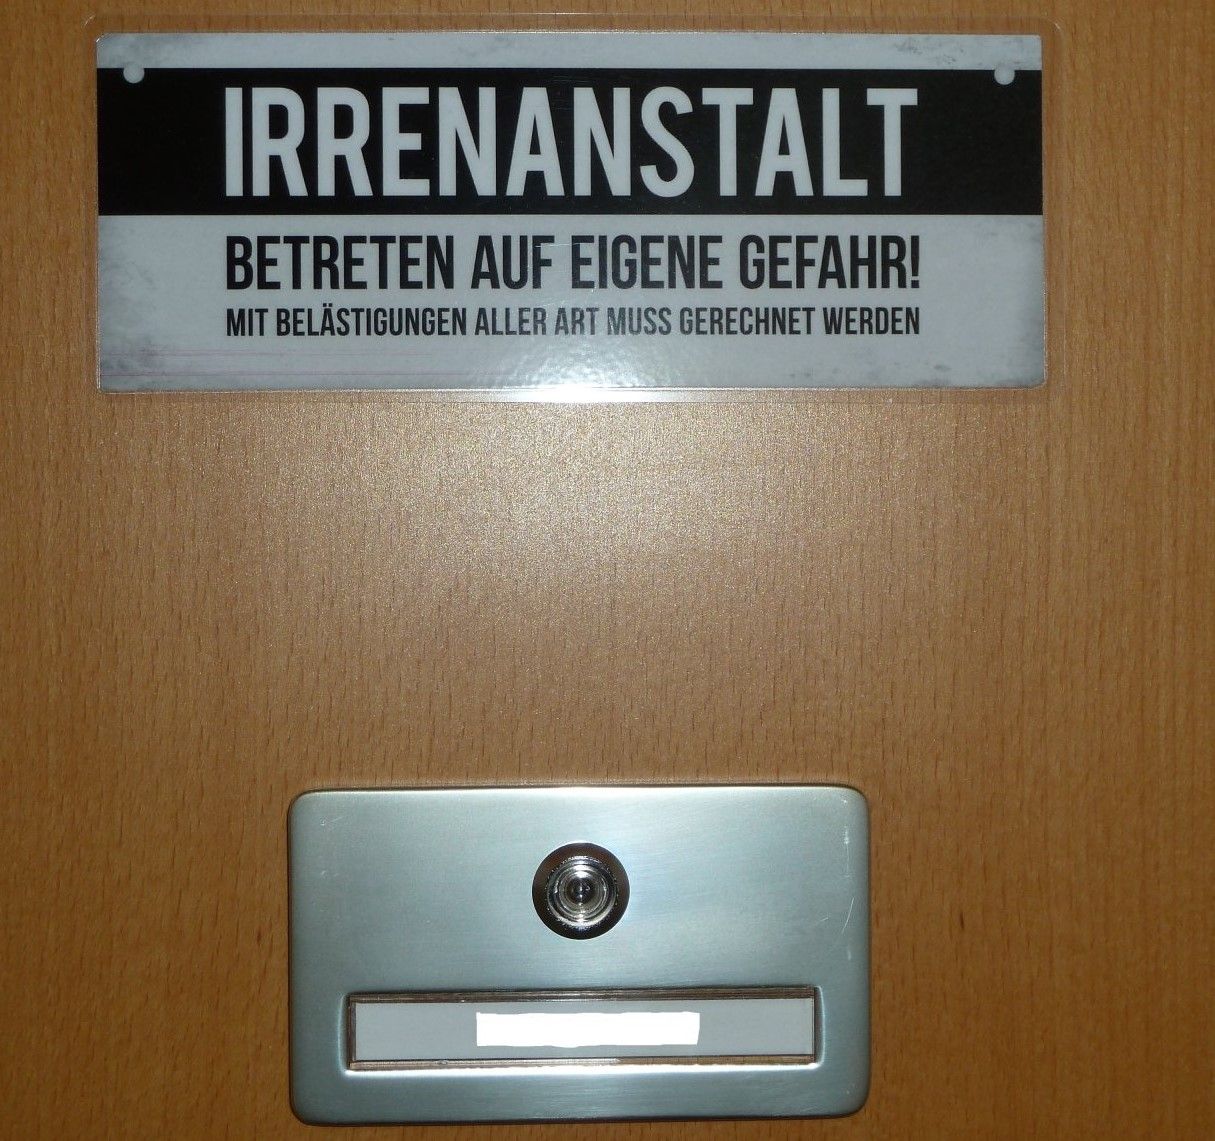 IRRENANSTALT
BETRETEN AUF EIGENE GEFAHR!
MIT BELÄSTIGUNGEN ALLER ART MUSS GERECHNET WERDEN